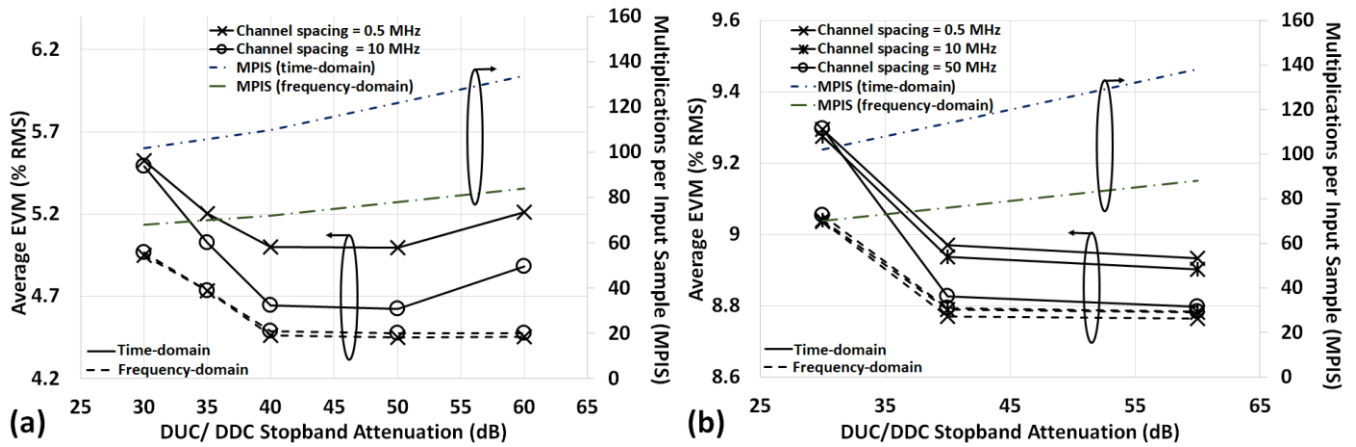 Average EVM (% RMS)
6.2
5.7
5.2
4.7
4.2
Channel spacing = 0.5 MHz
Channel spacing = 10 MHz
MPIS (time-domain)
MPIS (frequency-domain)
Time-domain
Frequency-domain
160
140
120
100
80
60
40
20
0
Multiplications per Input Sample (MPIS)
25 30 35 40 45 50 55 60 65
(a) DUC/ DDC Stopband Attenuation (dB)
Average EVM (% RMS)
9.6
9.4
9.2
9
8.8
8.6
Channel spacing = 0.5 MHz
Channel spacing = 10 MHz
Channel spacing = 50 MHz
MPIS (time-domain)
MPIS (frequency-domain)
Time-domain
Frequency-domain
160
140
120
100
80
60
40
20
0
Multiplications per Input Sample (MPIS)
25 35 45 55 65
(b) DUC/DDC Stopband Attenuation (dB)